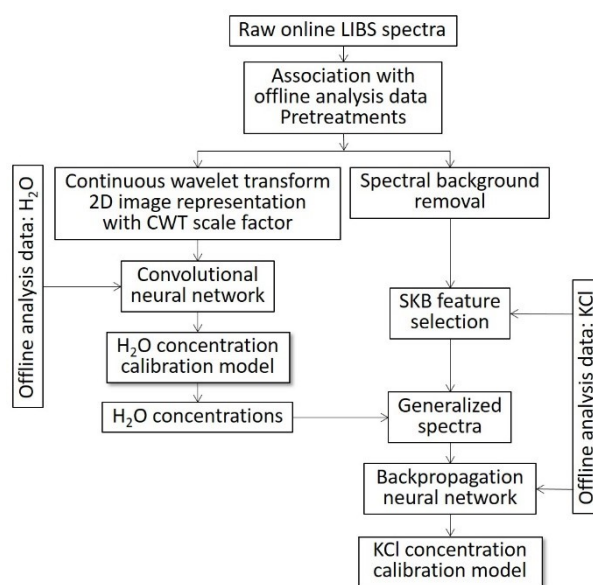 Raw online LIBS spectra
Association with
offline analysis data
Pretreatments
Continuous wavelet transform
2D image representation
with CWT scale factor
Spectral background
removal
Offline analysis data: H₂O
Convolutional
neural network
SKB feature
selection
Offline analysis data: KCl
H₂O concentration
calibration model
H₂O concentrations
Generalized
spectra
Backpropagation
neural network
KCl concentration
calibration model